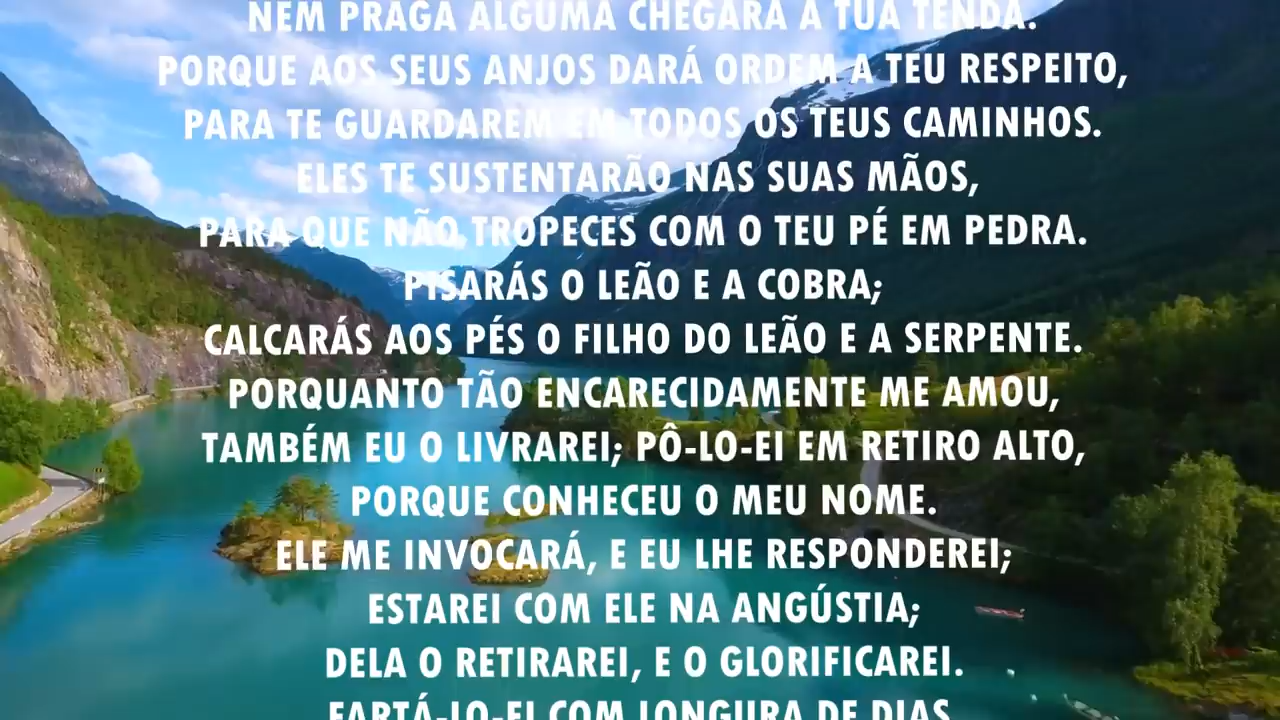 NEM PRAGA ALGUMA CHEGARÁ À TUA TENDA.
PORQUE AOS SEUS ANJOS DARÁ ORDEM A TEU RESPEITO,
PARA TE GUARDAREM EM TODOS OS TEUS CAMINHOS.
ELES TE SUSTENTARÃO NAS SUAS MÃOS,
PARA QUE NÃO TROPECES COM O TEU PÉ EM PEDRA.
PISARÁS O LEÃO E A COBRA;
CALCARÁS AOS PÉS O FILHO DO LEÃO E A SERPENTE.
PORQUANTO TÃO ENCARECIDAMENTE ME AMOU,
TAMBÉM EU O LIVRAREI; PÔ-LO-EI EM RETIRO ALTO,
PORQUE CONHECEU O MEU NOME.
ELE ME INVOCARÁ, E EU LHE RESPONDEREI;
ESTAREI COM ELE NA ANGÚSTIA;
DELA O RETIRAREI, E O GLORIFICAREI.
FARTÁ-LO-EI COM LONGURA DE DIAS